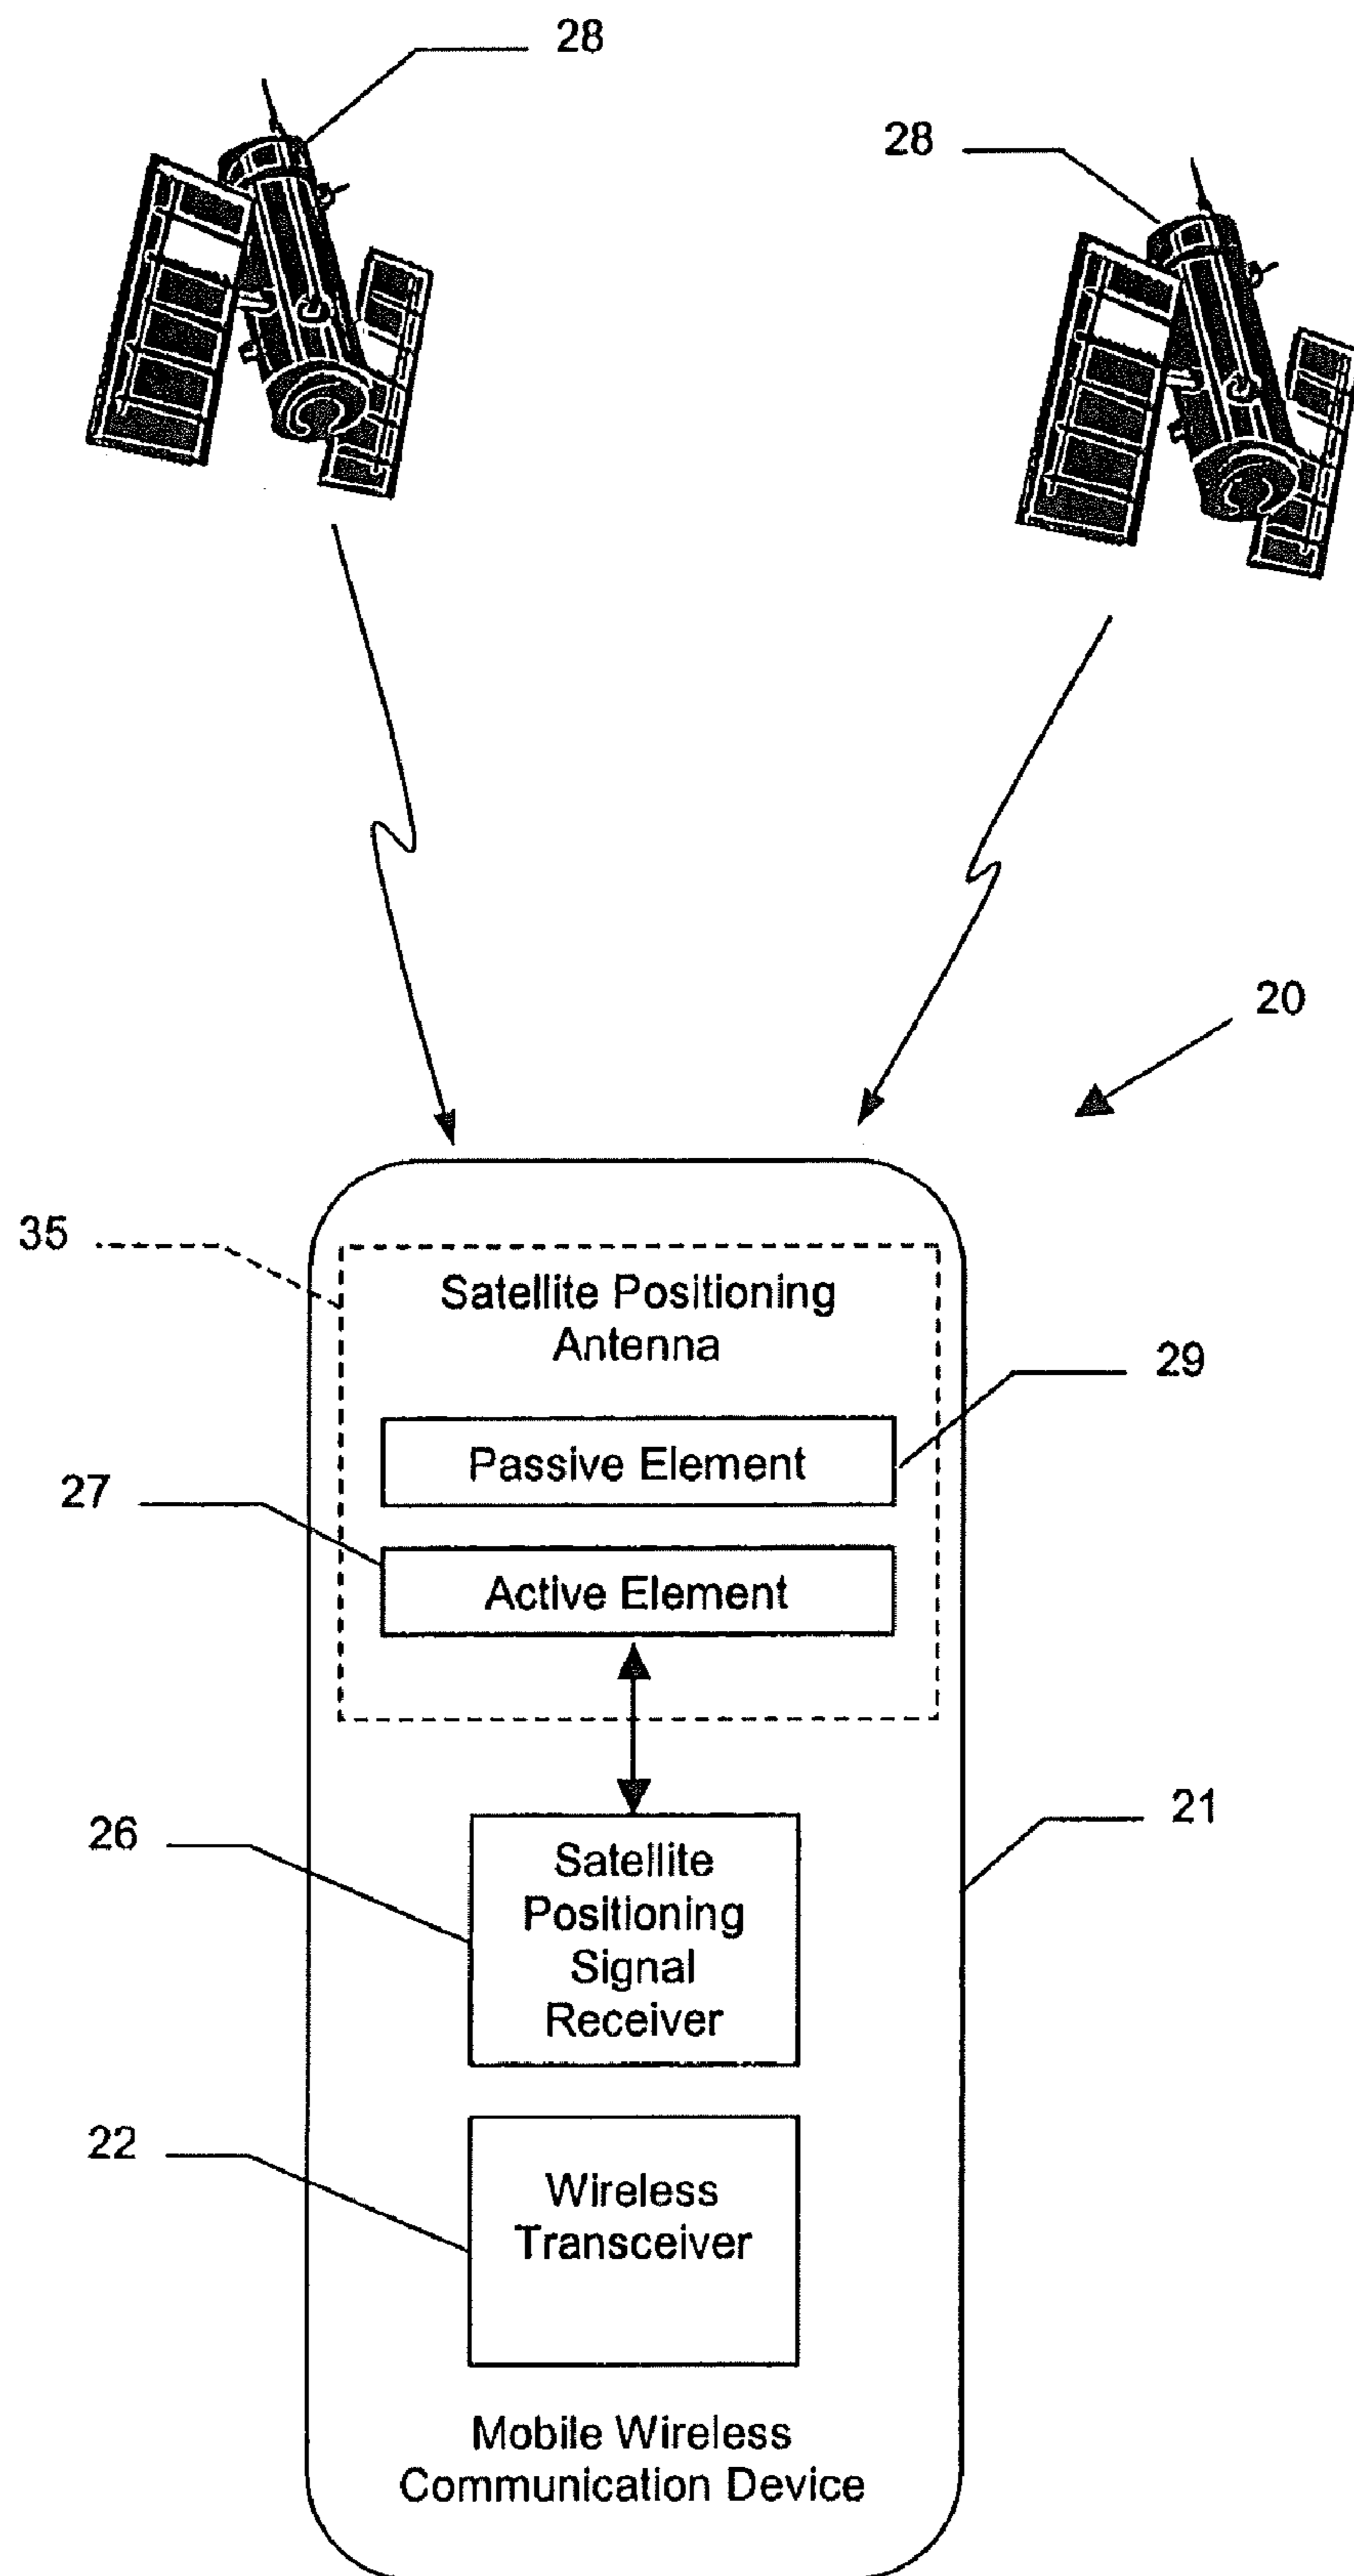 28
28
20
35
Satellite Positioning
Antenna
29
Passive Element
27
Active Element
21
26
Satellite
Positioning
Signal
Receiver
22
Wireless
Transceiver
Mobile Wireless
Communication Device